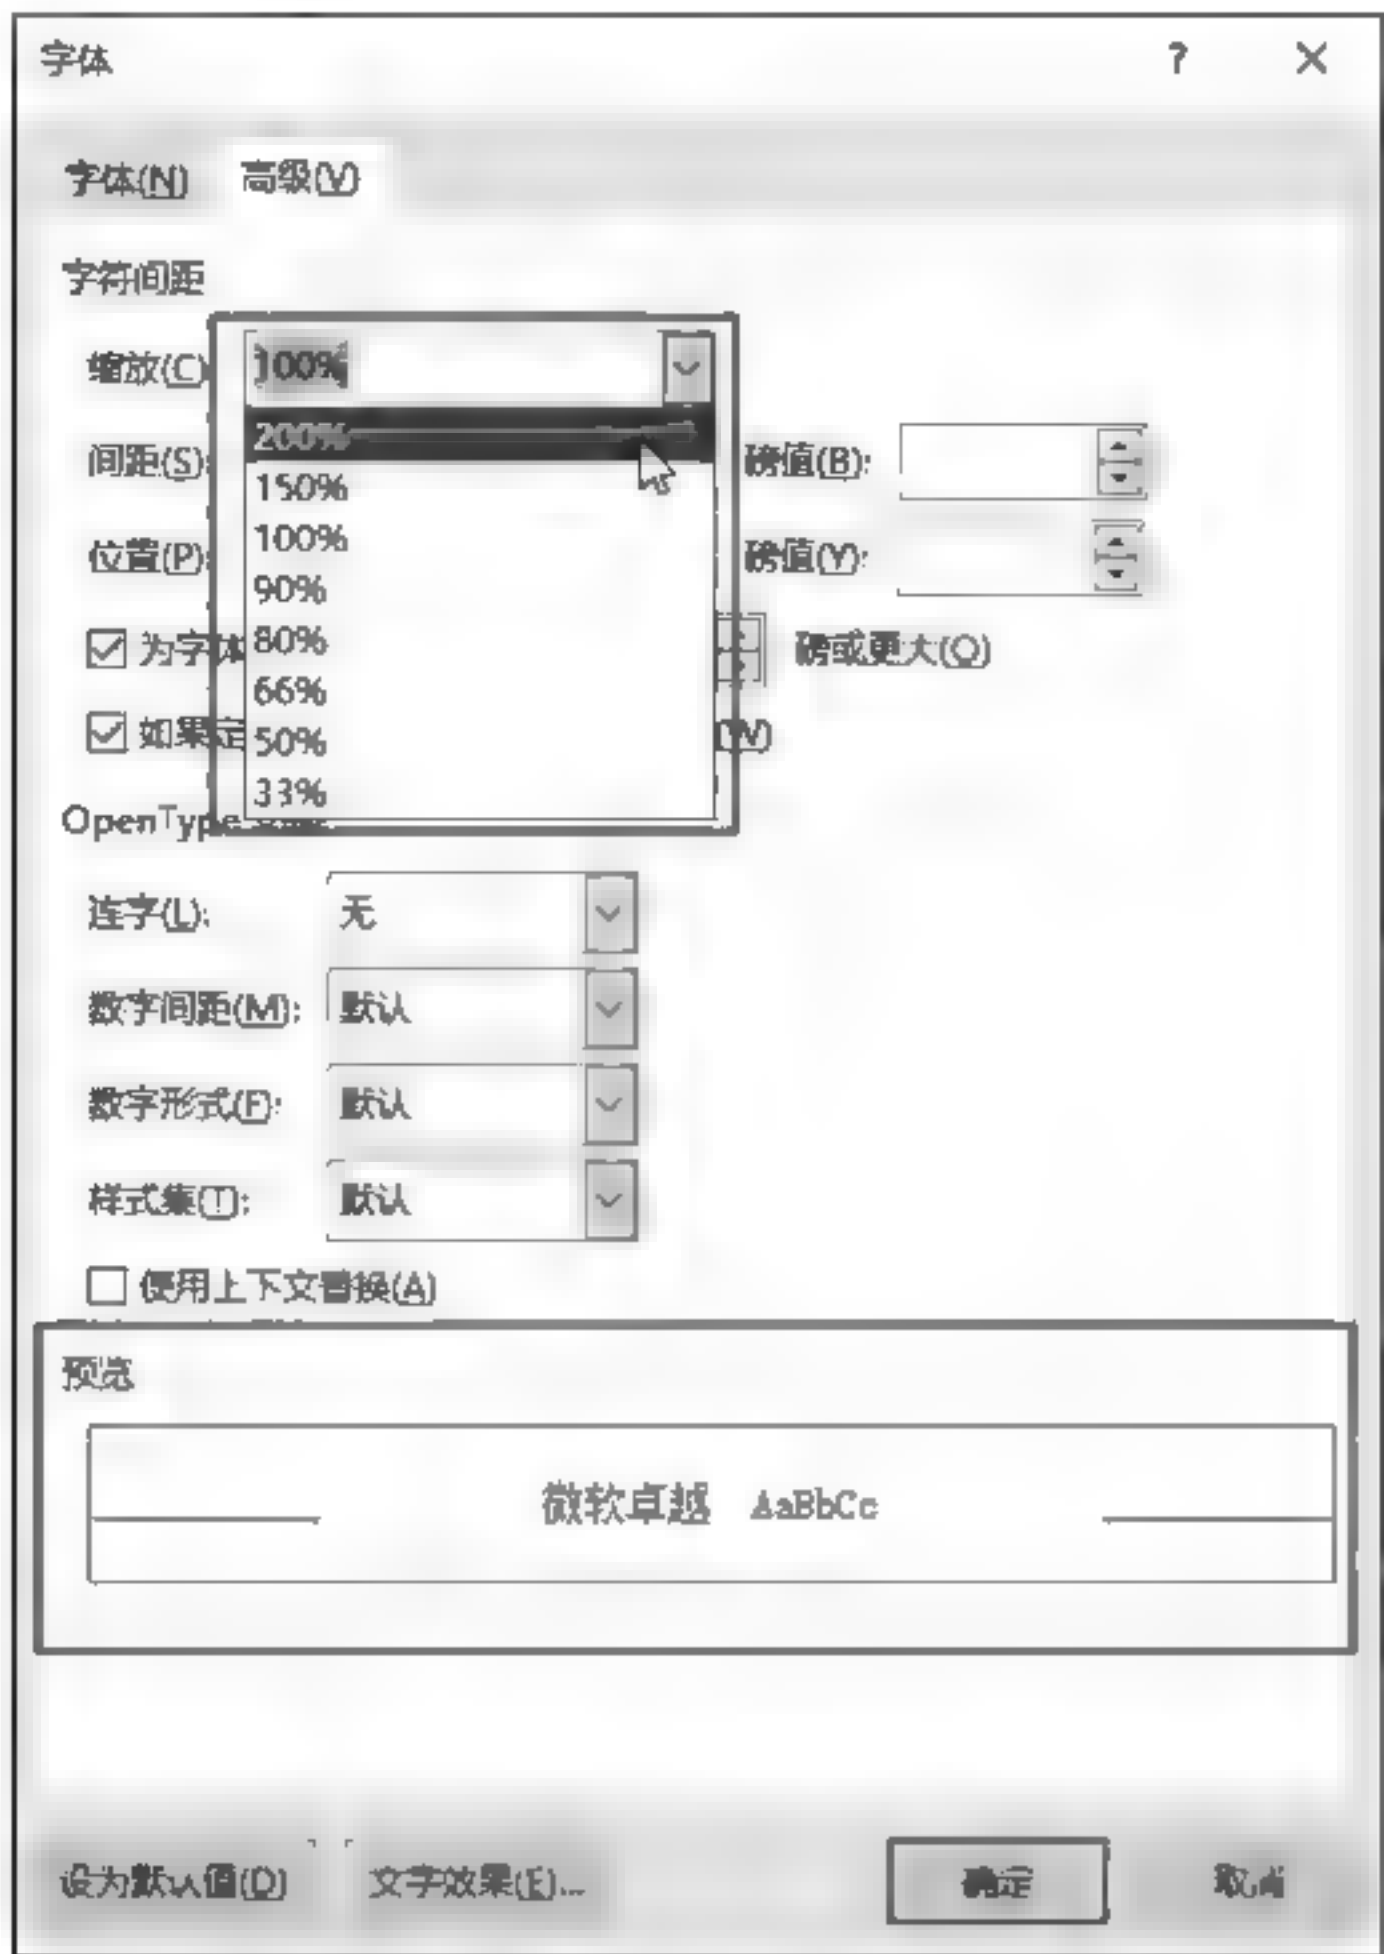 字体
字体(N) 高级(V)
字符间距
缩放(C) 100%
200%
间距(S): 磅值(B):
150%
100%
位置(P): 磅值(Y):
90%
为字体 80% 磅或更大(O)
66%
如果定 50% (W)
33%
OpenType
连字(L): 无
数字间距(M): 默认
数字形式(F): 默认
样式集(T): 默认
使用上下文替换(A)
预览
微软卓越 AaBbCc
设为默认值(D) 文字效果(E)... 确定 取消